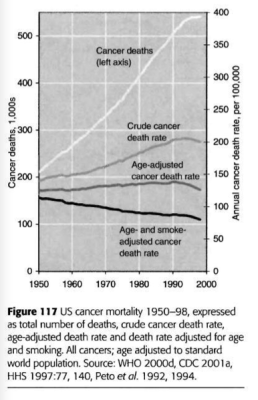 500
400
300
200
100
0
Cancer deaths, 1,000s
400
350
300
250
200
150
100
50
0
Annual cancer death rate, per 100,000
Cancer deaths
(left axis)
Crude cancer
death rate
Age-adjusted
cancer death rate
Age- and smoke-
adjusted cancer
death rate
1950 1960 1970 1980 1990 2000
Figure 117 US cancer mortality 1950–98, expressed
as total number of deaths, crude cancer death rate,
age-adjusted death rate and death rate adjusted for age
and smoking. All cancers; age adjusted to standard
world population. Source: WHO 2000d, CDC 2001a,
HHS 1997:77, 140, Peto et al. 1992, 1994.